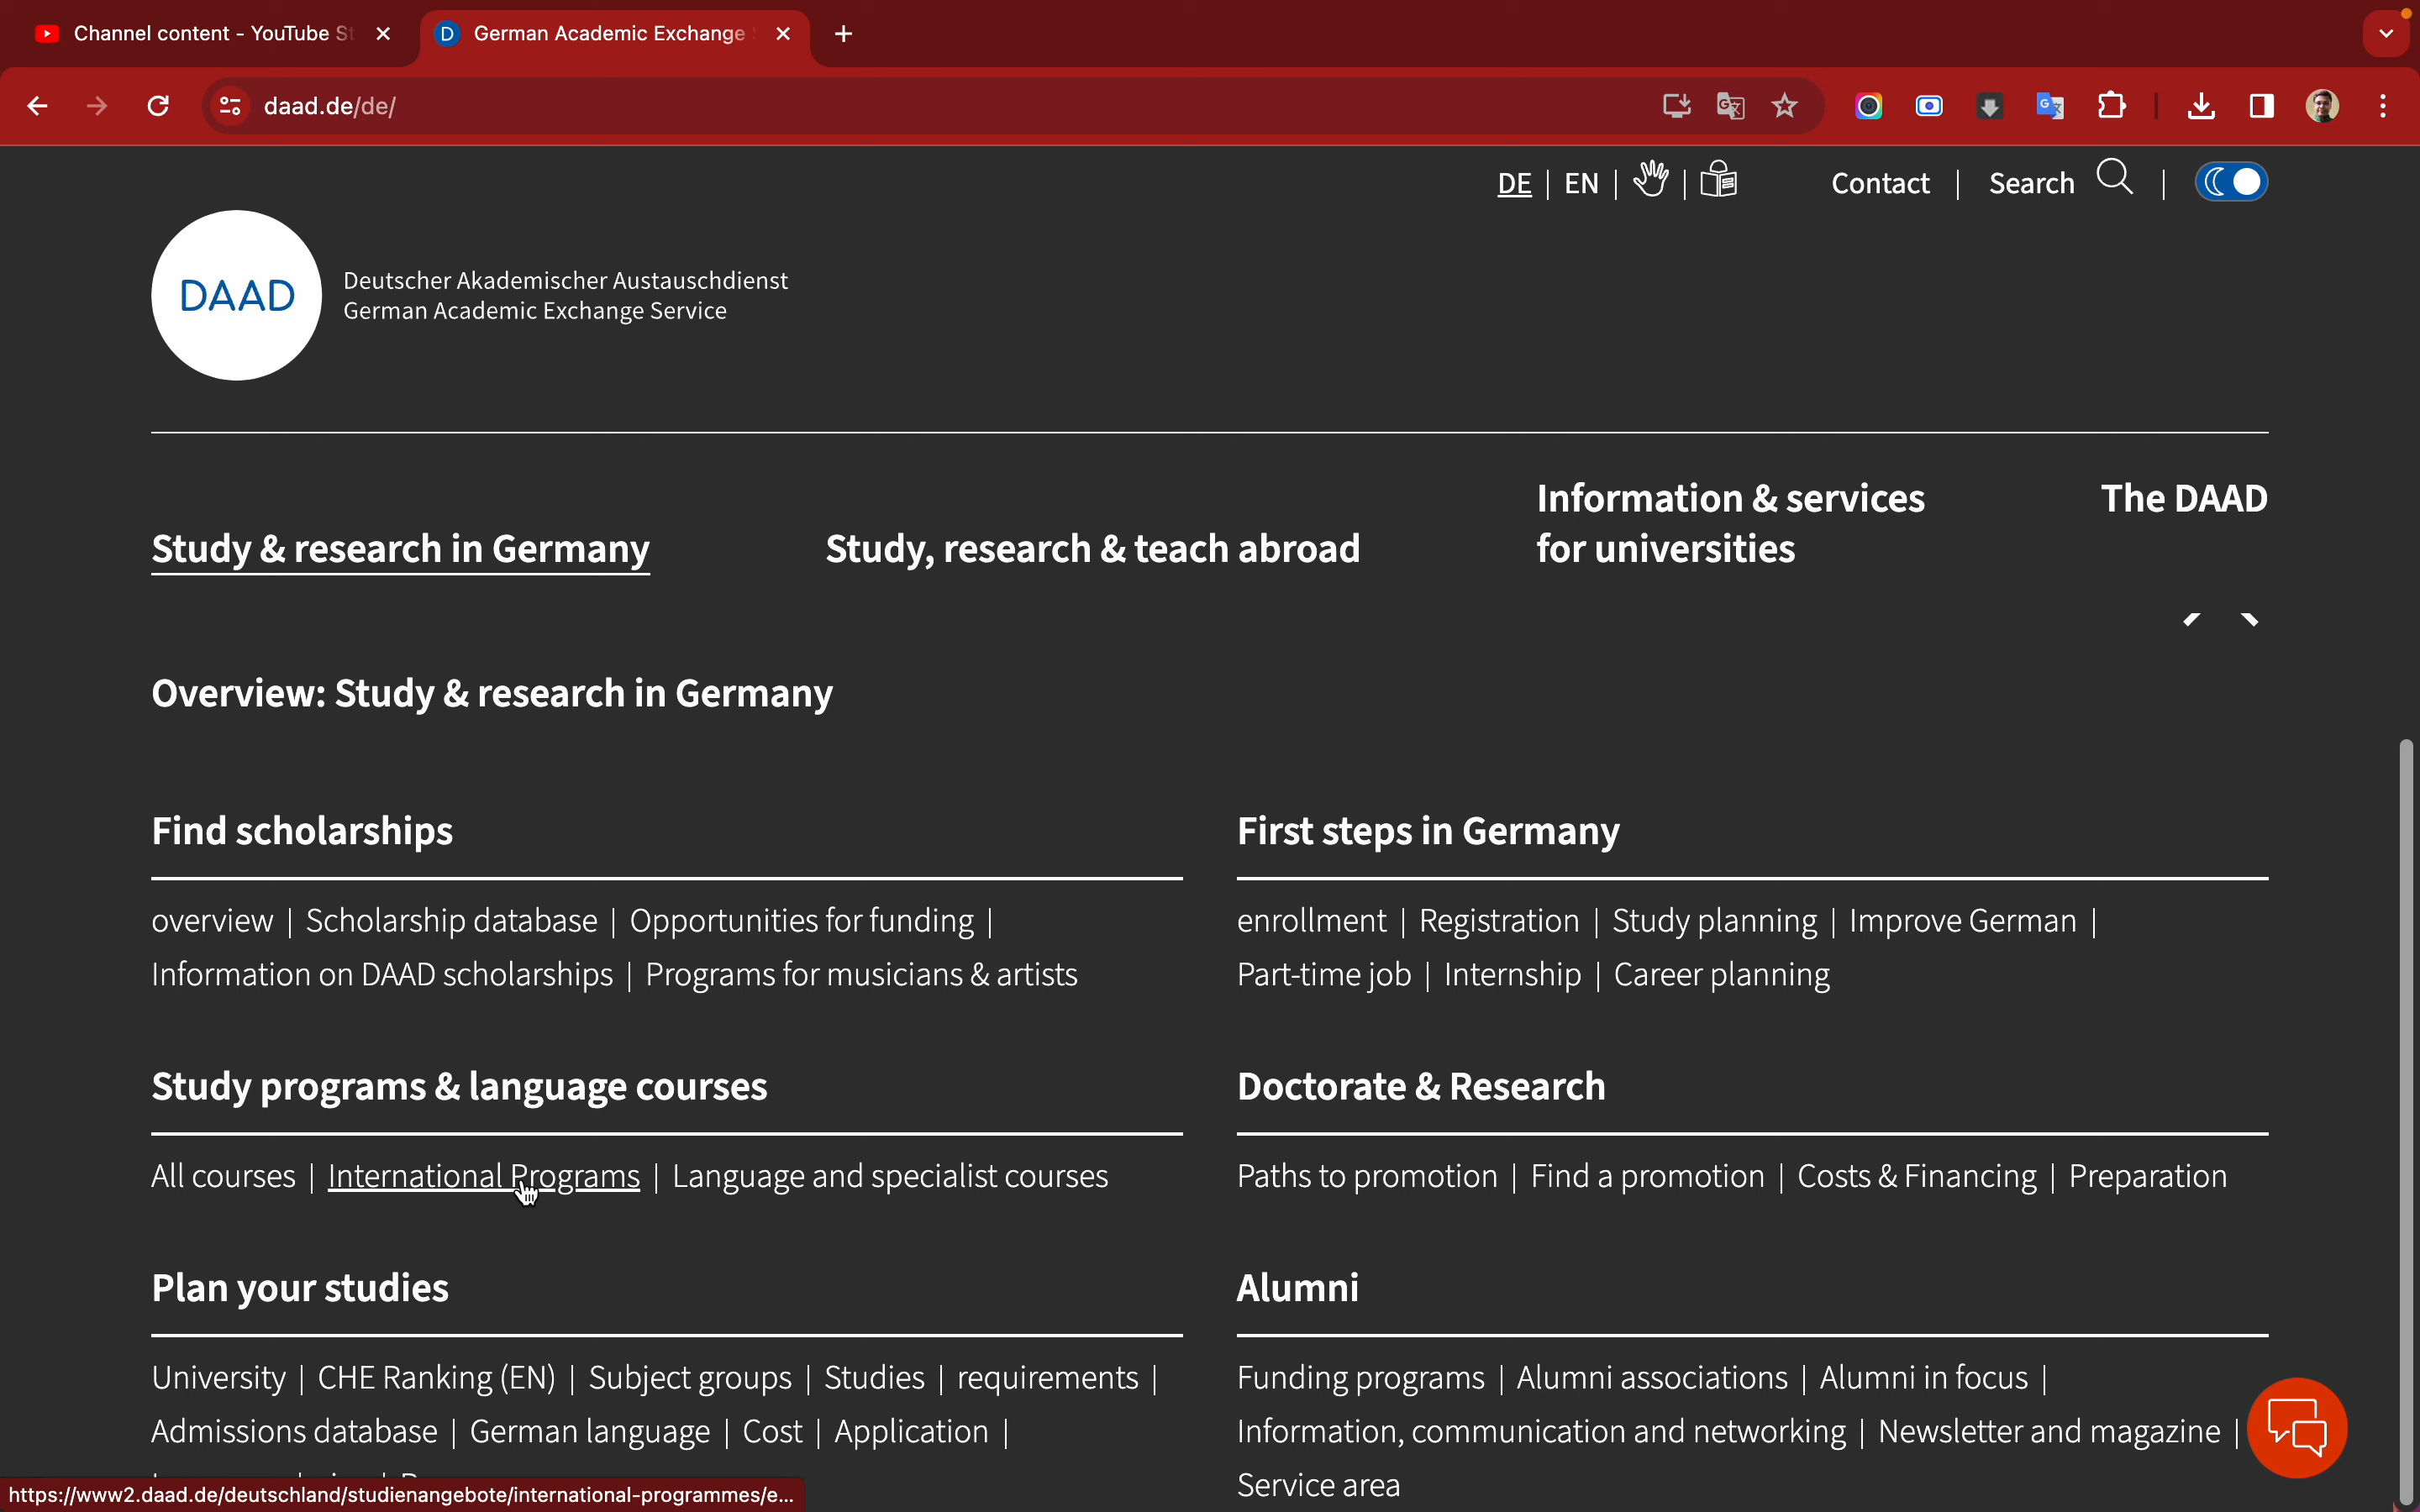 Channel content - YouTube St
German Academic Exchange
daad.de/de/
DE | EN
Contact | Search
DAAD
Deutscher Akademischer Austauschdienst
German Academic Exchange Service
Study & research in Germany
Study, research & teach abroad
Information & services
for universities
The DAAD
Overview: Study & research in Germany
Find scholarships
overview | Scholarship database | Opportunities for funding |
Information on DAAD scholarships | Programs for musicians & artists
First steps in Germany
enrollment | Registration | Study planning | Improve German |
Part-time job | Internship | Career planning
Study programs & language courses
All courses | International Programs | Language and specialist courses
Doctorate & Research
Paths to promotion | Find a promotion | Costs & Financing | Preparation
Plan your studies
University | CHE Ranking (EN) | Subject groups | Studies | requirements |
Admissions database | German language | Cost | Application |
Alumni
Funding programs | Alumni associations | Alumni in focus |
Information, communication and networking | Newsletter and magazine |
Service area
https://www2.daad.de/deutschland/studienangebote/international-programmes/e...